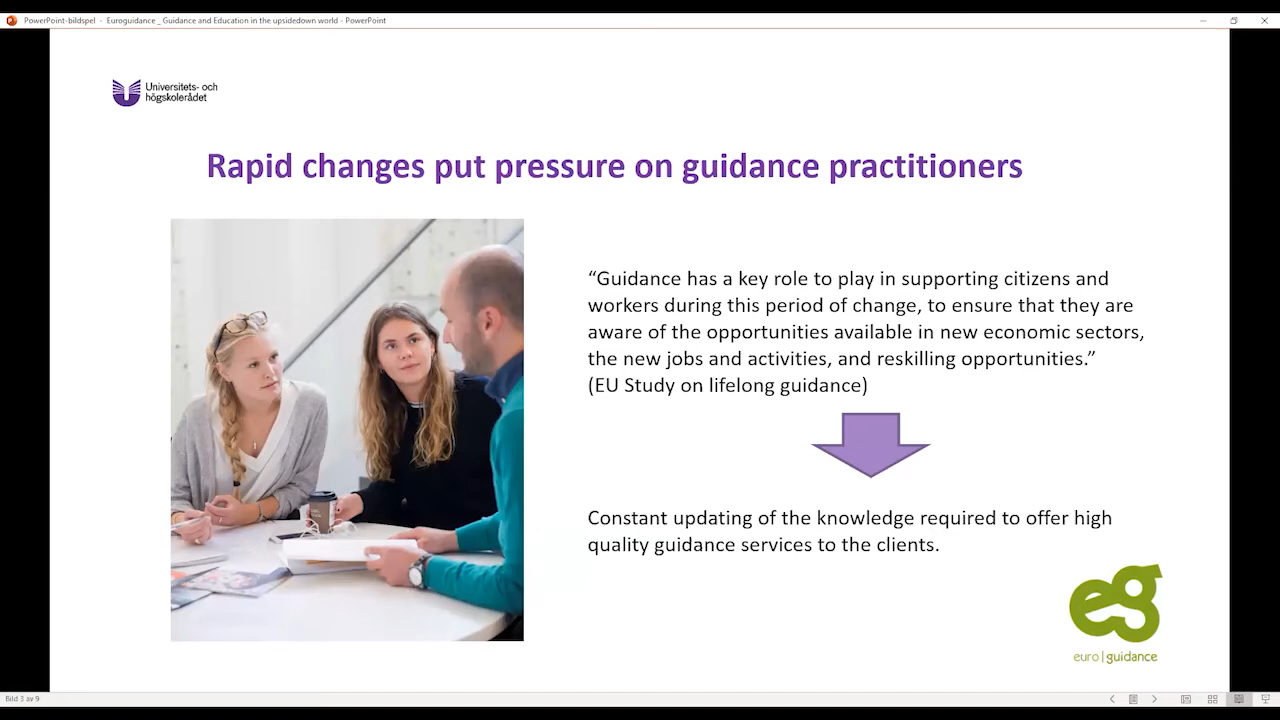 PowerPoint-bildspel - Euroguidance _ Guidance and Education in the upsidedown world - PowerPoint
Universitets- och
högskolerådet
Rapid changes put pressure on guidance practitioners
“Guidance has a key role to play in supporting citizens and
workers during this period of change, to ensure that they are
aware of the opportunities available in new economic sectors,
the new jobs and activities, and reskilling opportunities.”
(EU Study on lifelong guidance)
Constant updating of the knowledge required to offer high
quality guidance services to the clients.
eg
euro|guidance
Bild 3 av 9